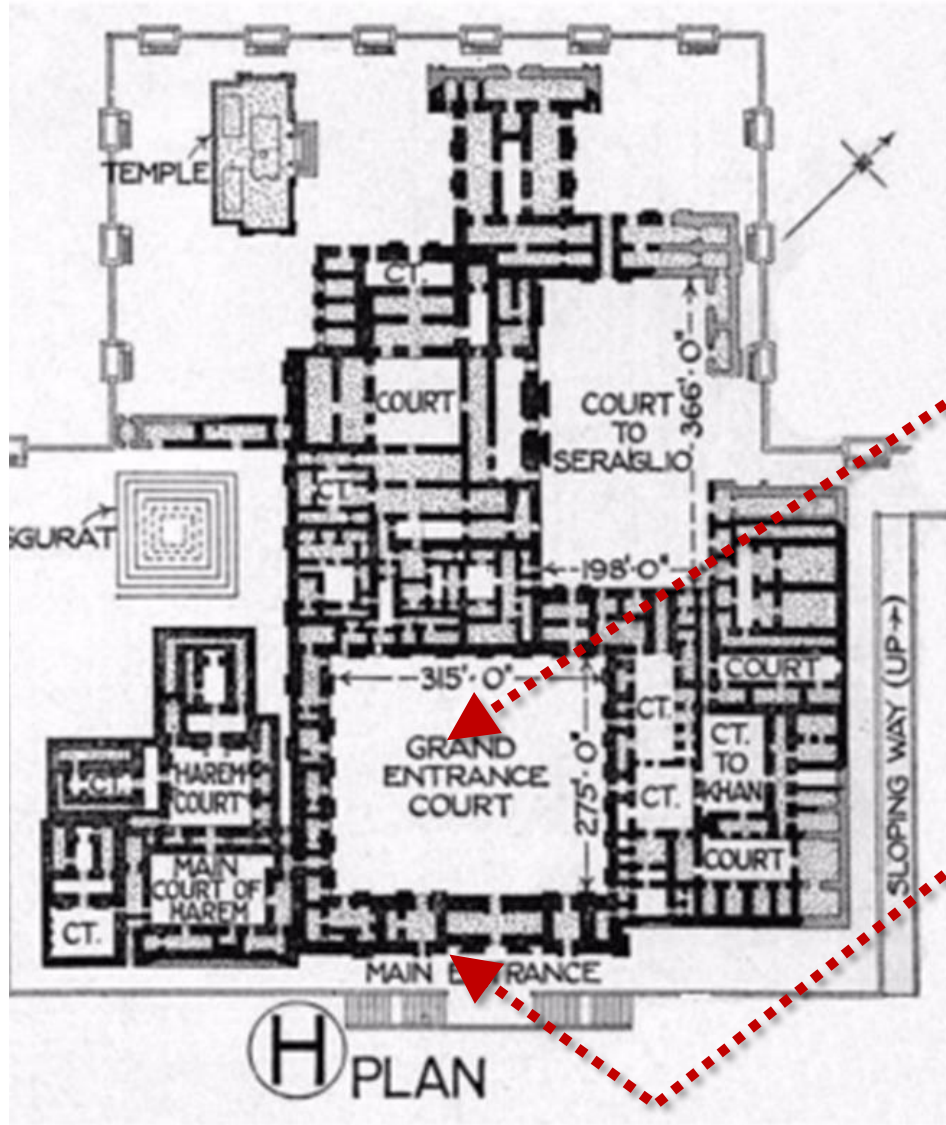 TEMPLE
CT.
COURT
COURT
TO
SERAGLIO
366'-0"
CT.
GGURAT
198'-0"
315'-0"
GRAND
ENTRANCE
COURT
275'-0"
CT.
CT.
COURT
CT.
TO
KHAN
COURT
SLOPING WAY (UP→)
CT.
HAREM
COURT
MAIN
COURT OF
HAREM
CT.
MAIN ENTRANCE
H PLAN